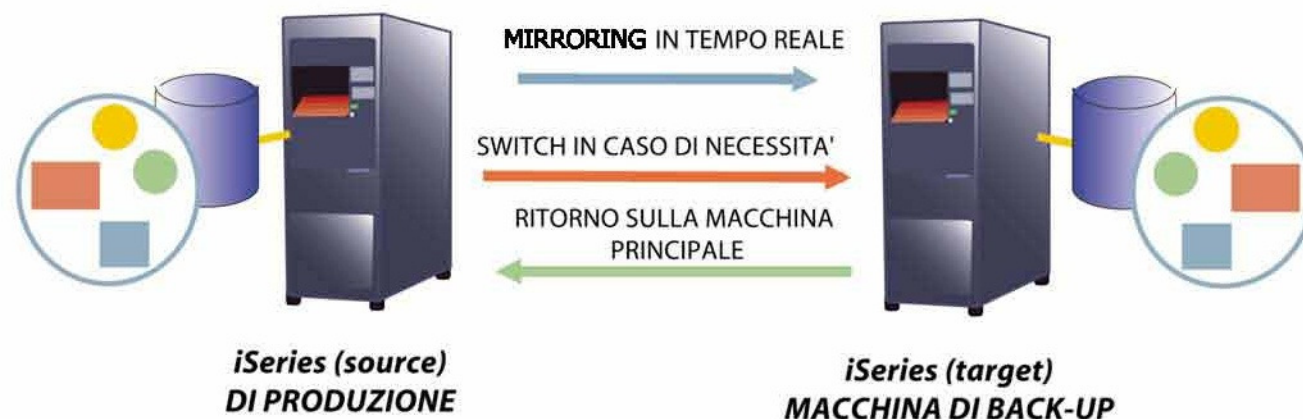 MIRRORING IN TEMPO REALE
SWITCH IN CASO DI NECESSITA'
RITORNO SULLA MACCHINA
PRINCIPALE
iSeries (source)
DI PRODUZIONE
iSeries (target)
MACCHINA DI BACK-UP